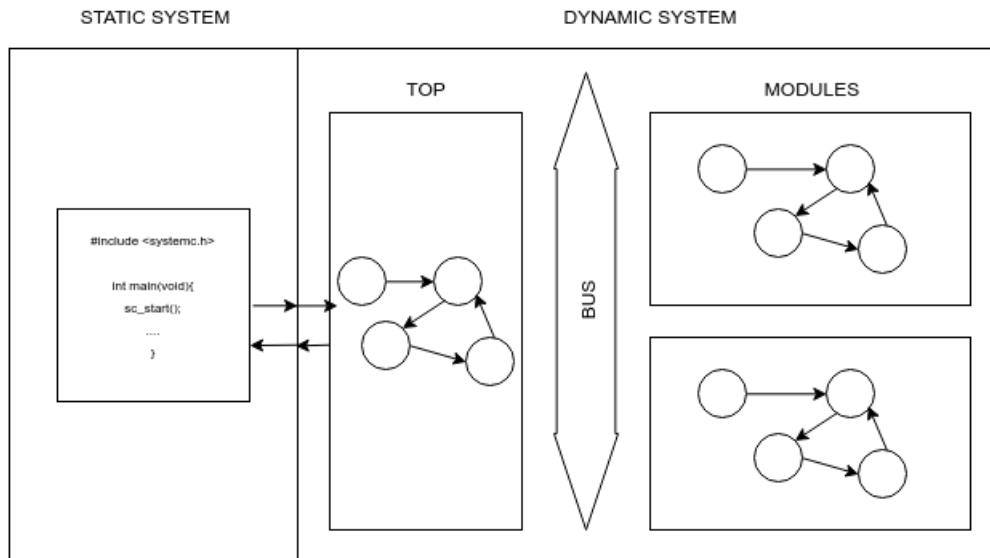 STATIC SYSTEM
DYNAMIC SYSTEM
TOP
MODULES
#include <systemc.h>
int main(void){
sc_start();
....
}
BUS